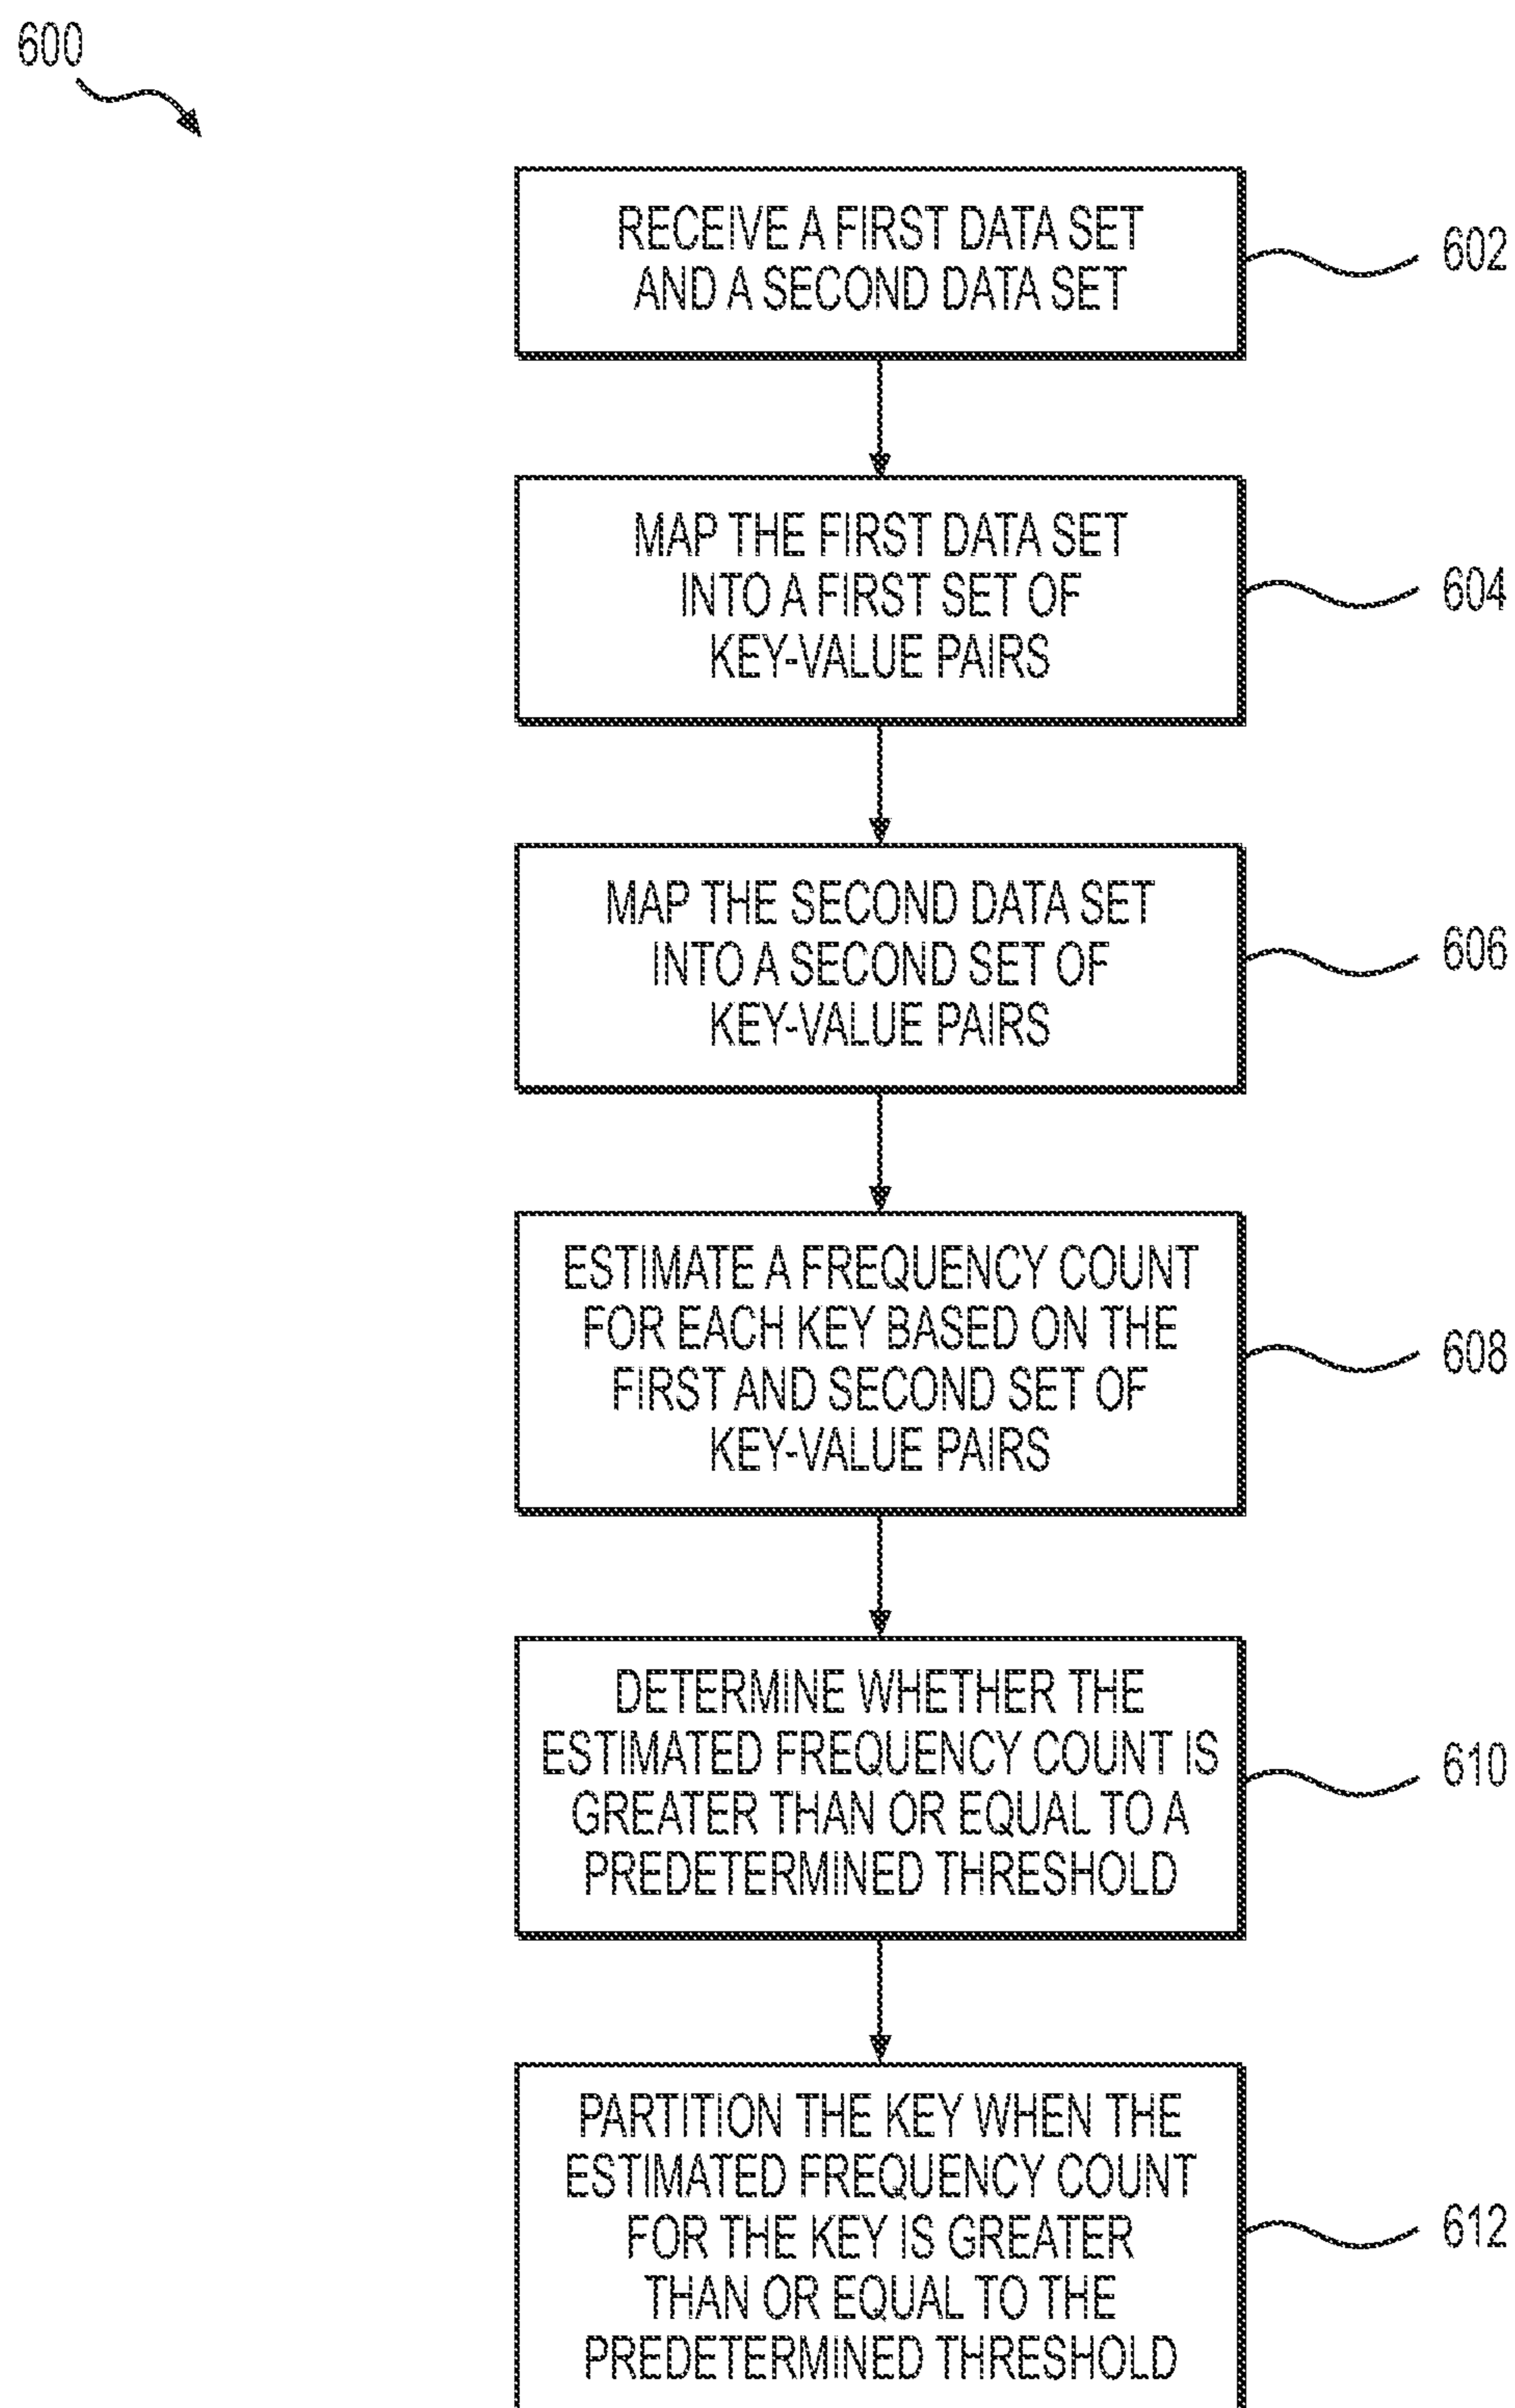 600
RECEIVE A FIRST DATA SET
AND A SECOND DATA SET
602
MAP THE FIRST DATA SET
INTO A FIRST SET OF
KEY-VALUE PAIRS
604
MAP THE SECOND DATA SET
INTO A SECOND SET OF
KEY-VALUE PAIRS
606
ESTIMATE A FREQUENCY COUNT
FOR EACH KEY BASED ON THE
FIRST AND SECOND SET OF
KEY-VALUE PAIRS
608
DETERMINE WHETHER THE
ESTIMATED FREQUENCY COUNT IS
GREATER THAN OR EQUAL TO A
PREDETERMINED THRESHOLD
610
PARTITION THE KEY WHEN THE
ESTIMATED FREQUENCY COUNT
FOR THE KEY IS GREATER
THAN OR EQUAL TO THE
PREDETERMINED THRESHOLD
612